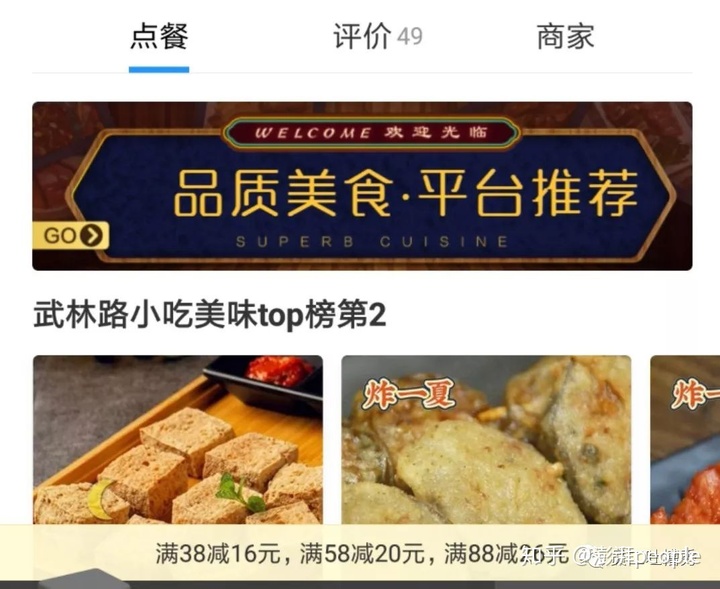 点餐 评价 49 商家
WELCOME 欢迎光临
品质美食·平台推荐
SUPERB CUISINE
GO
武林路小吃美味top榜第2
炸一夏 炸一
满38减16元，满58减20元，满88减26元
知乎